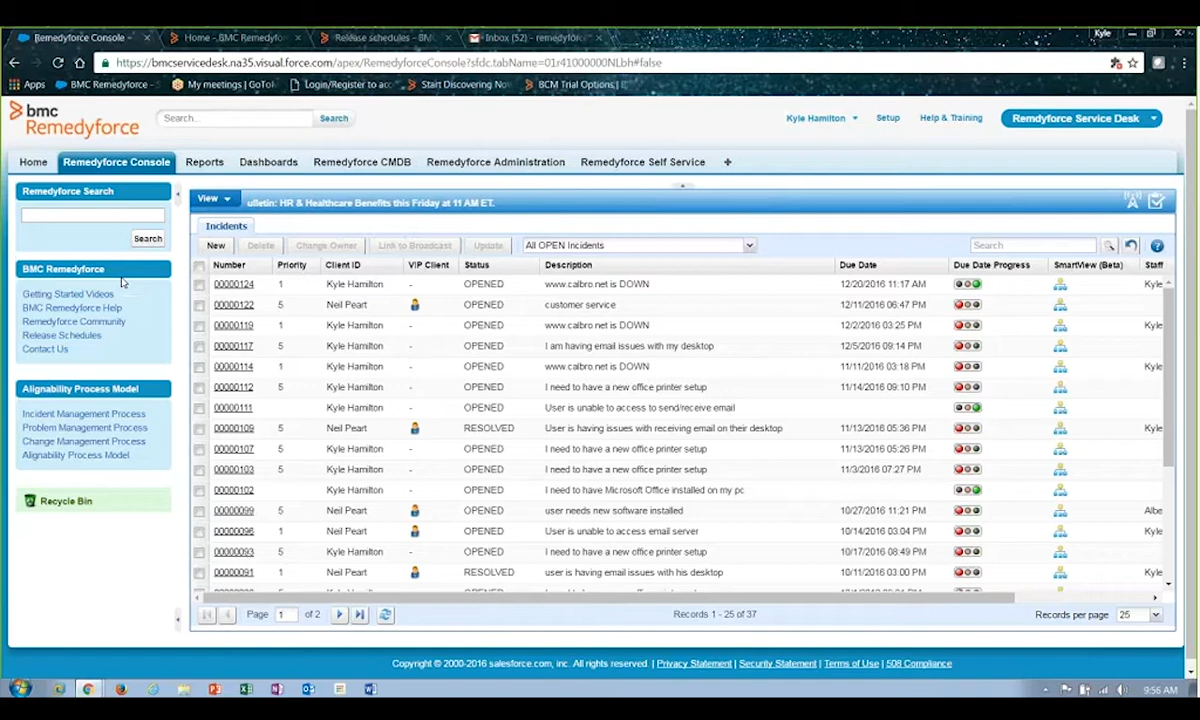 Remedyforce Console -
Home - BMC Remedyfor
Release schedules - BM
Inbox (52) - remedyforc
Kyle
https://bmcservicedesk.na35.visual.force.com/apex/RemedyforceConsole?sfdc.tabName=01r41000000NLbh#false
Apps
BMC Remedyforce -
My meetings | GoTo
Login/Register to acc
Start Discovering No
BCM Trial Options |
bmc
Remedyforce
Search...
Search
Kyle Hamilton
Setup
Help & Training
Remdyforce Service Desk
Home
Remedyforce Console
Reports
Dashboards
Remedyforce CMDB
Remedyforce Administration
Remedyforce Self Service
+
Remedyforce Search
Search
BMC Remedyforce
Getting Started Videos
BMC Remedyforce Help
Remedyforce Community
Release Schedules
Contact Us
Alignability Process Model
Incident Management Process
Problem Management Process
Change Management Process
Alignability Process Model
Recycle Bin
View
ulletin: HR & Healthcare Benefits this Friday at 11 AM ET.
Incidents
New Delete Change Owner Link to Broadcast Update All OPEN Incidents Search
Number Priority Client ID VIP Client Status Description Due Date Due Date Progress SmartView (Beta) Staff
00000124 1 Kyle Hamilton - OPENED www.calbro.net is DOWN 12/20/2016 11:17 AM Kyle
00000122 5 Neil Peart OPENED customer service 12/11/2016 06:47 PM
00000119 1 Kyle Hamilton - OPENED www.calbro.net is DOWN 12/2/2016 03:25 PM Kyle
00000117 5 Kyle Hamilton - OPENED I am having email issues with my desktop 12/5/2016 09:14 PM
00000114 1 Kyle Hamilton - OPENED www.calbro.net is DOWN 11/11/2016 03:18 PM Kyle
00000112 5 Kyle Hamilton - OPENED I need to have a new office printer setup 11/14/2016 09:10 PM
00000111 Kyle Hamilton - OPENED User is unable to access to send/receive email
00000109 5 Neil Peart RESOLVED User is having issues with receiving email on their desktop 11/13/2016 05:36 PM Kyle
00000107 5 Kyle Hamilton - OPENED I need to have a new office printer setup 11/13/2016 05:26 PM
00000103 5 Kyle Hamilton - OPENED I need to have a new office printer setup 11/3/2016 07:27 PM
00000102 Kyle Hamilton - OPENED I need to have Microsoft Office installed on my pc
00000099 5 Neil Peart OPENED user needs new software installed 10/27/2016 11:21 PM Albe
00000096 1 Neil Peart OPENED User is unable to access email server 10/14/2016 03:04 PM Kyle
00000093 5 Kyle Hamilton - OPENED I need to have a new office printer setup 10/17/2016 08:49 PM
00000091 1 Neil Peart RESOLVED user is having email issues with his desktop 10/11/2016 03:00 PM Kyle
Page 1 of 2
Records 1 - 25 of 37
Records per page 25
Copyright © 2000-2016 salesforce.com, inc. All rights reserved. | Privacy Statement | Security Statement | Terms of Use | 508 Compliance
9:56 AM